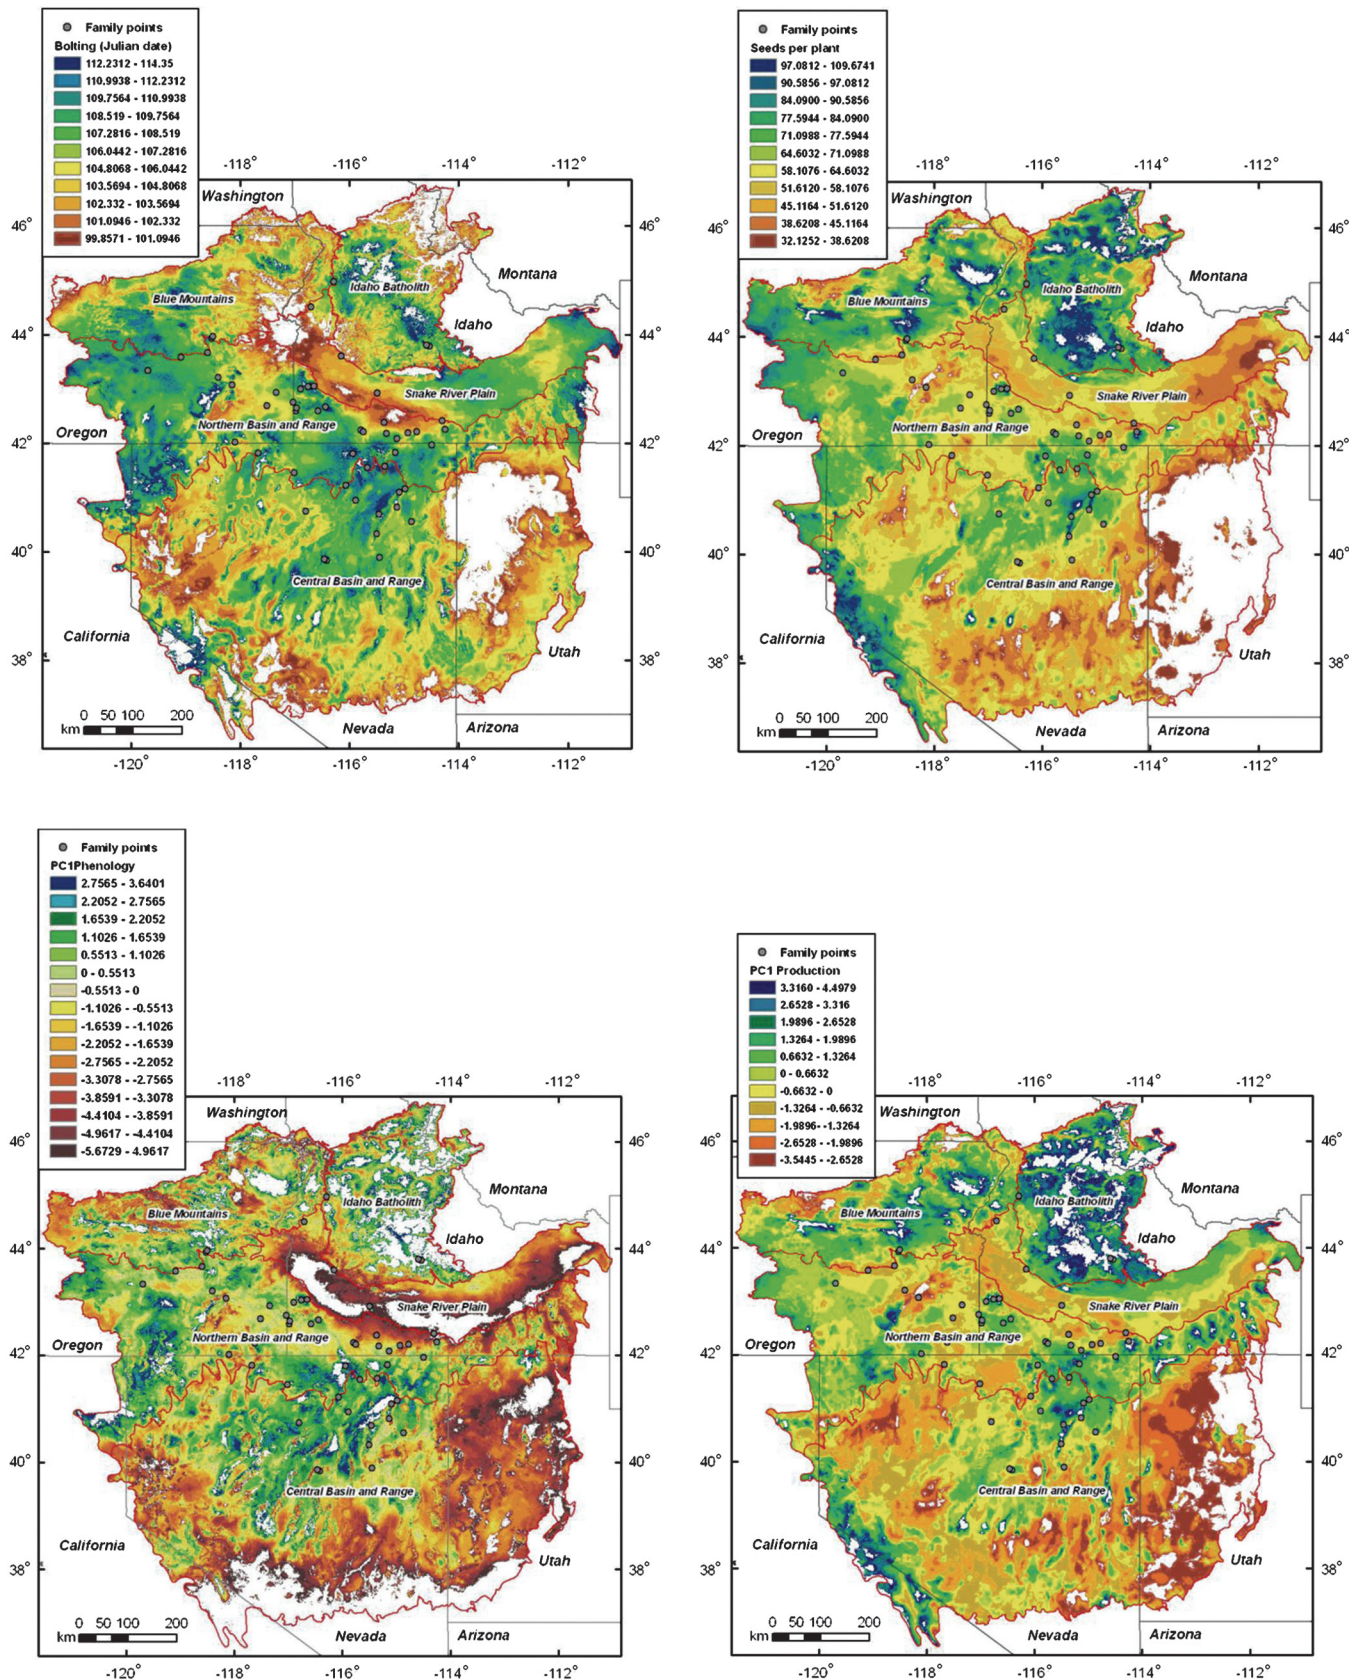 Family points
Bolting (Julian date)
112.2312 - 114.35
110.9938 - 112.2312
109.7564 - 110.9938
108.519 - 109.7564
107.2816 - 108.519
106.0442 - 107.2816
104.8068 - 106.0442
103.5694 - 104.8068
102.332 - 103.5694
101.0946 - 102.332
99.8571 - 101.0946
-118° -116° -114° -112°
Washington
46°
Montana
Idaho Batholith
Blue Mountains
Idaho
44°
Snake River Plain
Northern Basin and Range
Oregon
42°
40°
Central Basin and Range
California
Utah
38°
0 50 100 200
km
Nevada
Arizona
-120° -118° -116° -114° -112°
Family points
Seeds per plant
97.0812 - 109.6741
90.5856 - 97.0812
84.0900 - 90.5856
77.5944 - 84.0900
71.0988 - 77.5944
64.6032 - 71.0988
58.1076 - 64.6032
51.6120 - 58.1076
45.1164 - 51.6120
38.6208 - 45.1164
32.1252 - 38.6208
-118° -116° -114° -112°
Washington
46° 46°
Montana
Idaho Batholith
Blue Mountains
Idaho
44° 44°
Snake River Plain
Northern Basin and Range
Oregon
42° 42°
40° 40°
Central Basin and Range
California
Utah
38° 38°
0 50 100 200
km
Nevada
Arizona
-120° -118° -116° -114° -112°
Family points
PC1Phenology
2.7565 - 3.6401
2.2052 - 2.7565
1.6539 - 2.2052
1.1026 - 1.6539
0.5513 - 1.1026
0 - 0.5513
-0.5513 - 0
-1.1026 - -0.5513
-1.6539 - -1.1026
-2.2052 - -1.6539
-2.7565 - -2.2052
-3.3078 - -2.7565
-3.8591 - -3.3078
-4.4104 - -3.8591
-4.9617 - -4.4104
-5.6729 - -4.9617
-118° -116° -114° -112°
Washington
46°
Montana
Idaho Batholith
Blue Mountains
Idaho
44°
Snake River Plain
Northern Basin and Range
Oregon
42°
40°
Central Basin and Range
California
Utah
38°
0 50 100 200
km
Nevada
Arizona
-120° -118° -116° -114° -112°
Family points
PC1 Production
3.3160 - 4.4979
2.6528 - 3.316
1.9896 - 2.6528
1.3264 - 1.9896
0.6632 - 1.3264
0 - 0.6632
-0.6632 - 0
-1.3264 - -0.6632
-1.9896- -1.3264
-2.6528 - -1.9896
-3.5445 - -2.6528
-118° -116° -114° -112°
Washington
46° 46°
Montana
Idaho Batholith
Blue Mountains
Idaho
44° 44°
Snake River Plain
Northern Basin and Range
Oregon
42° 42°
40° 40°
Central Basin and Range
California
Utah
38° 38°
0 50 100 200
km
Nevada
Arizona
-120° -118° -116° -114° -112°